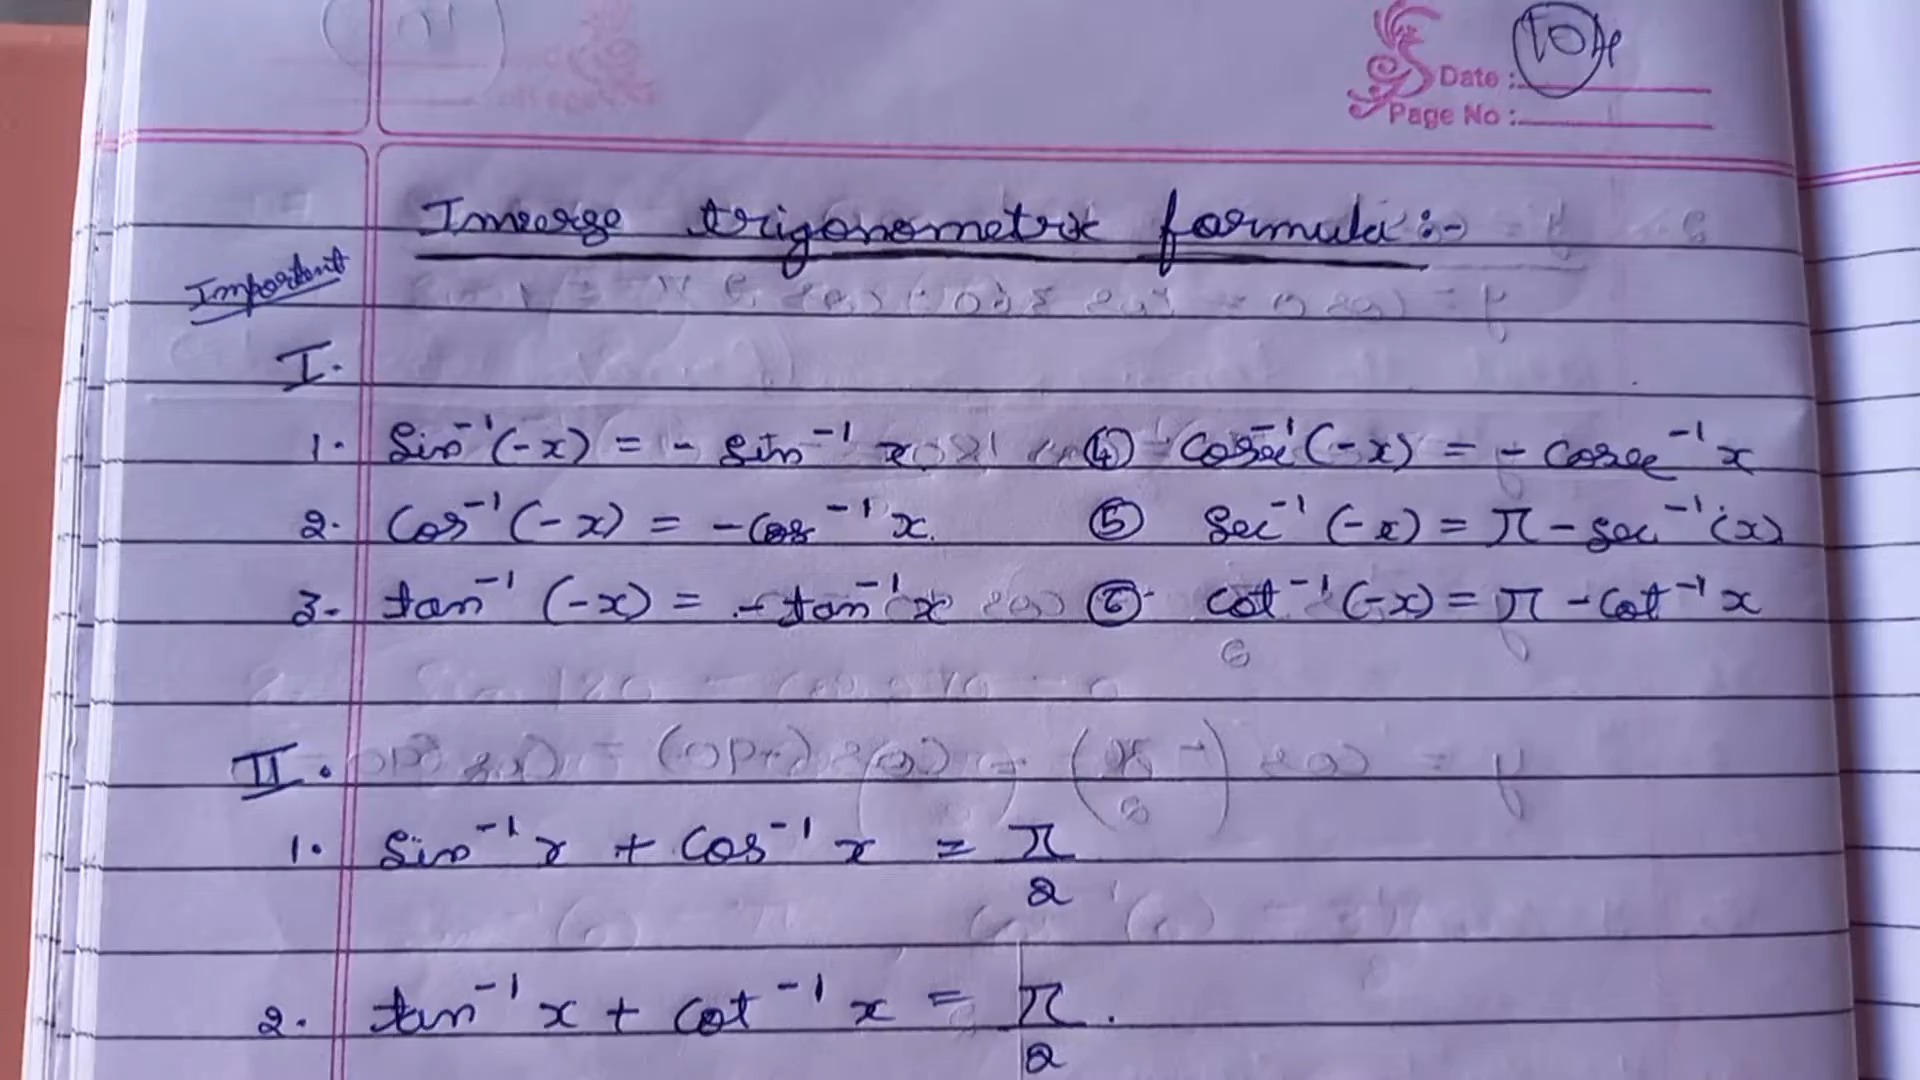 Date :
Page No :
Inverse trigonometric formula :-
Important
I.
1. Sin⁻¹(-x) = - sin⁻¹ x ④ Cosec⁻¹(-x) = - cosec⁻¹ x
2. Cos⁻¹(-x) = -Cos⁻¹ x. ⑤ Sec⁻¹(-x) = π - sec⁻¹(x)
3. tan⁻¹(-x) = - tan⁻¹ x ⑥ cot⁻¹(-x) = π - Cot⁻¹ x
II.
1. Sin⁻¹ x + Cos⁻¹ x = π/2
2. tan⁻¹ x + Cot⁻¹ x = π/2.